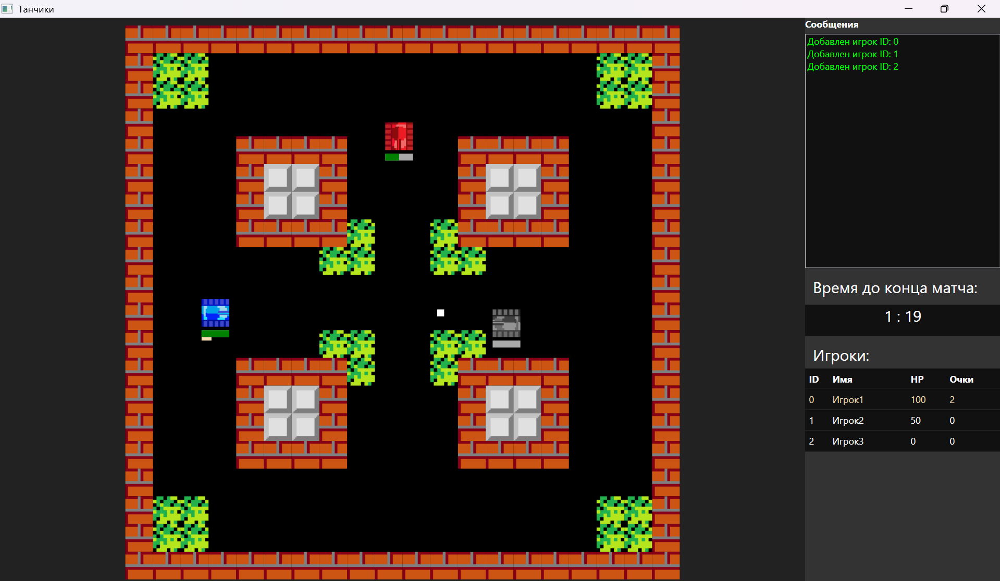 Танчики
Сообщения
Добавлен игрок ID: 0
Добавлен игрок ID: 1
Добавлен игрок ID: 2
Время до конца матча:
1 : 19
Игроки:
ID Имя HP Очки
0 Игрок1 100 2
1 Игрок2 50 0
2 Игрок3 0 0